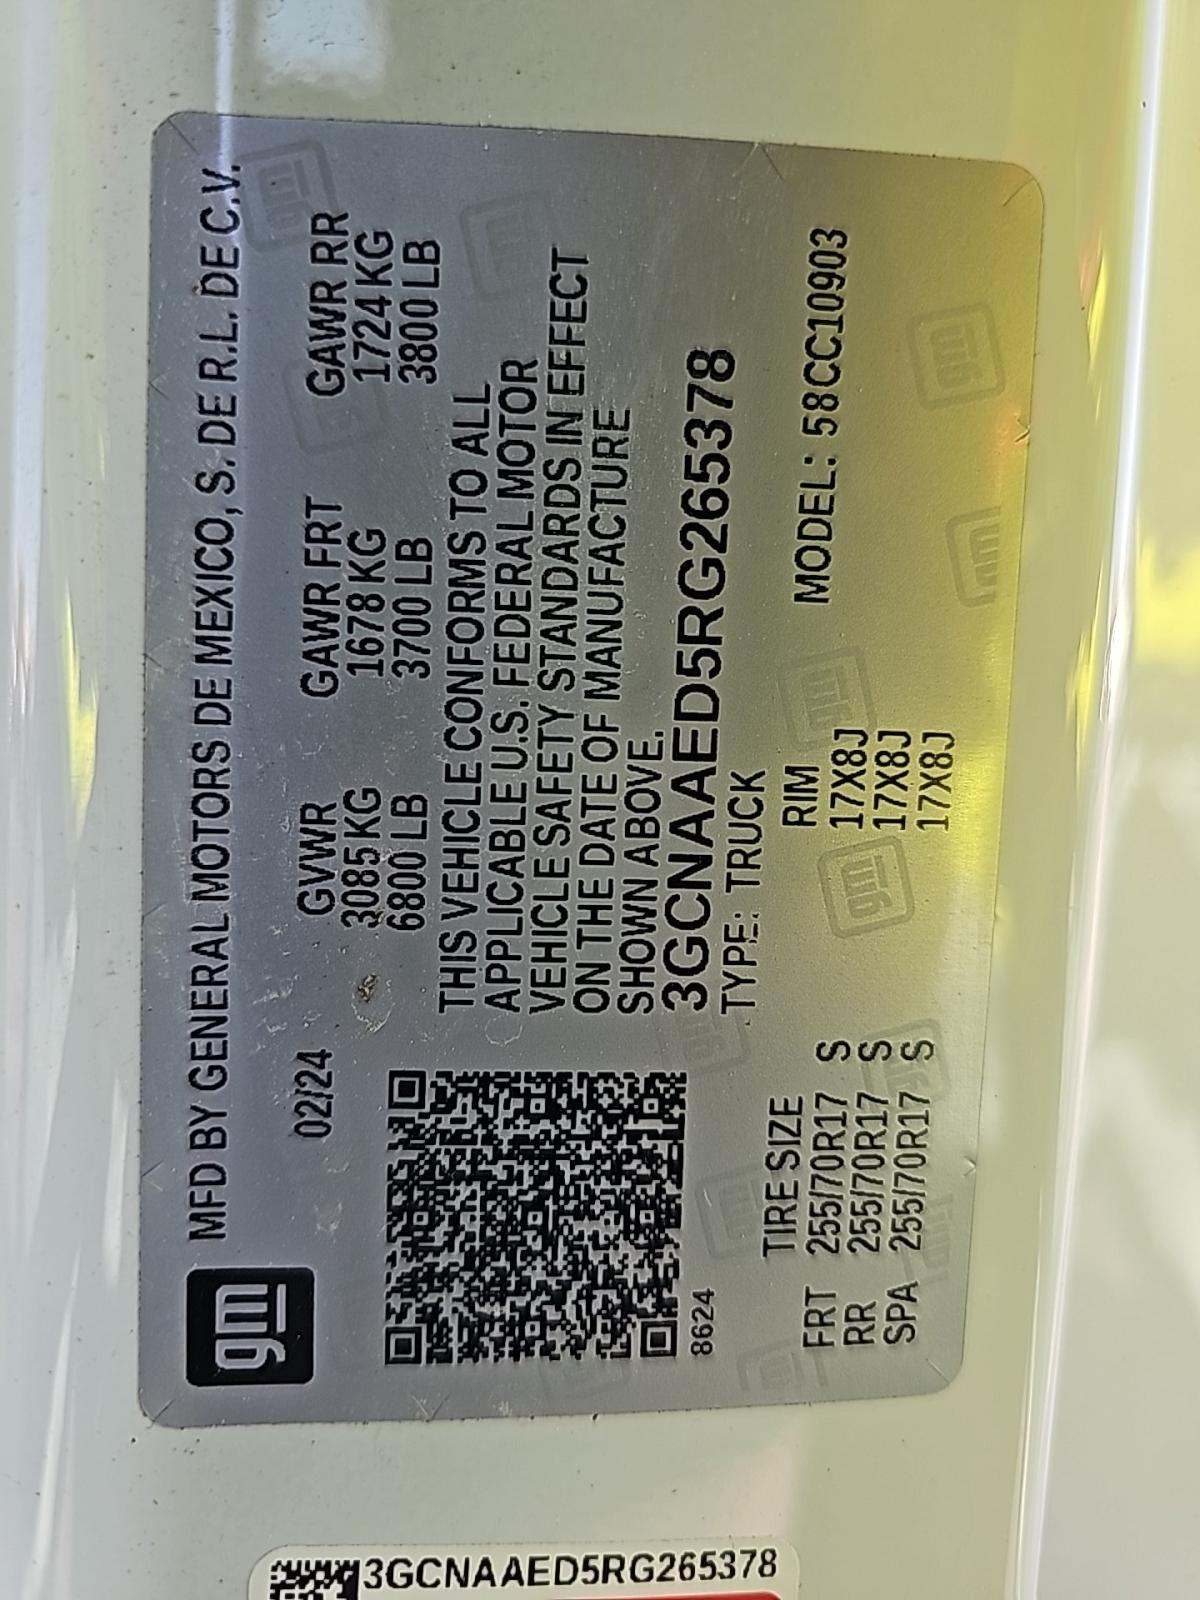 gm
MFD BY GENERAL MOTORS DE MEXICO, S. DE R.L. DE C.V.
02/24 GVWR GAWR FRT GAWR RR
3085 KG 1678 KG 1724 KG
6800 LB 3700 LB 3800 LB
THIS VEHICLE CONFORMS TO ALL
APPLICABLE U.S. FEDERAL MOTOR
VEHICLE SAFETY STANDARDS IN EFFECT
ON THE DATE OF MANUFACTURE
SHOWN ABOVE.
3GCNAAED5RG265378
8624 TYPE: TRUCK
TIRE SIZE RIM MODEL: 58CC10903
FRT 255/70R17 S 17X8J
RR 255/70R17 S 17X8J
SPA 255/70R17 S 17X8J
3GCNAAED5RG265378